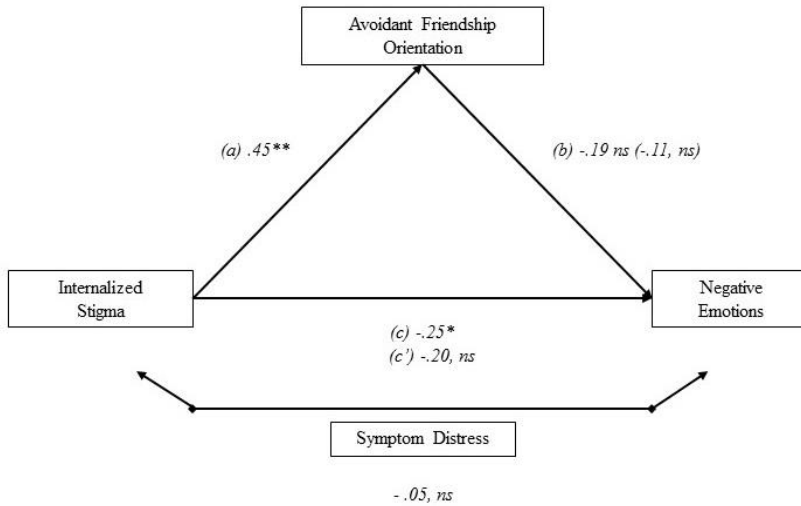 Avoidant Friendship
Orientation
(a) .45**
(b) -.19 ns (-.11, ns)
Internalized
Stigma
Negative
Emotions
(c) -.25*
(c’) -.20, ns
Symptom Distress
- .05, ns